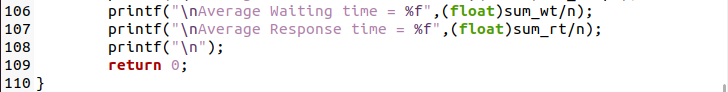 106 printf("\nAverage Waiting time = %f",(float)sum_wt/n);
107 printf("\nAverage Response time = %f",(float)sum_rt/n);
108 printf("\n");
109 return 0;
110 }